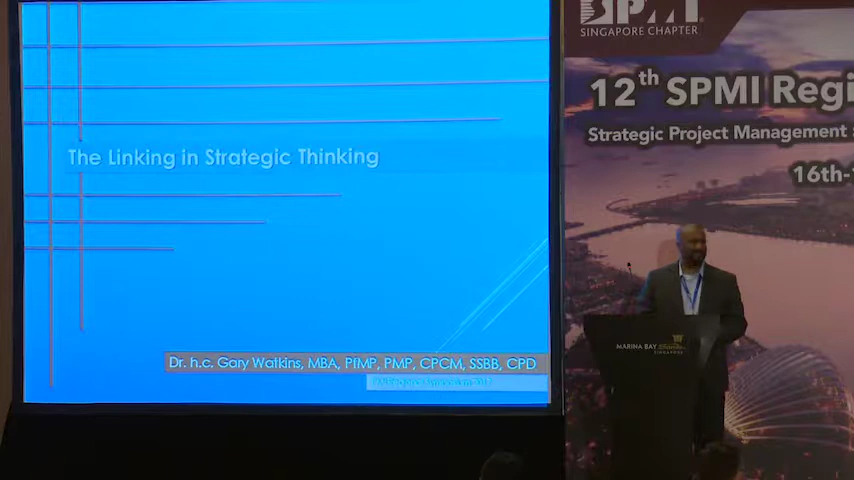 The Linking in Strategic Thinking
Dr. h.c. Gary Watkins, MBA, PfMP, PMP, CPCM, SSBB, CPD
SINGAPORE CHAPTER
12th SPMI Regi
Strategic Project Management
16th-
MARINA BAY
SINGAPORE